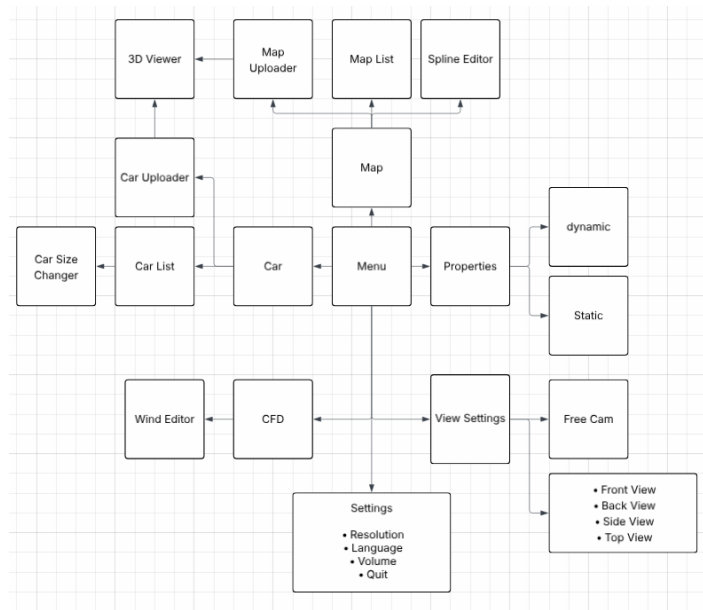 3D Viewer
Map
Uploader
Map List
Spline Editor
Car Uploader
Map
dynamic
Car Size
Changer
Car List
Car
Menu
Properties
Static
Wind Editor
CFD
View Settings
Free Cam
Settings
• Resolution
• Language
• Volume
• Quit
• Front View
• Back View
• Side View
• Top View